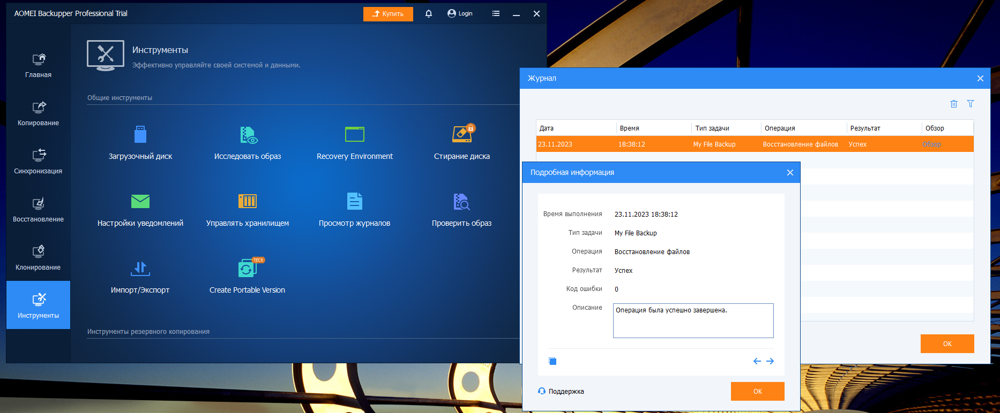 AOMEI Backupper Professional Trial
Купить
Login
Главная
Копирование
Синхронизация
Восстановление
Клонирование
Инструменты
Инструменты
Эффективно управляйте своей системой и данными.
Общие инструменты
Загрузочный диск
Исследовать образ
Recovery Environment
Стирание диска
Настройки уведомлений
Управлять хранилищем
Просмотр журналов
Проверить образ
Импорт/Экспорт
TECH
Create Portable Version
Инструменты резервного копирования
Журнал
Дата Время Тип задачи Операция Результат Обзор
23.11.2023 18:38:12 My File Backup Восстановление файлов Успех Обзор
OK
Подробная информация
Время выполнения 23.11.2023 18:38:12
Тип задачи My File Backup
Операция Восстановление файлов
Результат Успех
Код ошибки 0
Описание Операция была успешно завершена.
Поддержка
OK